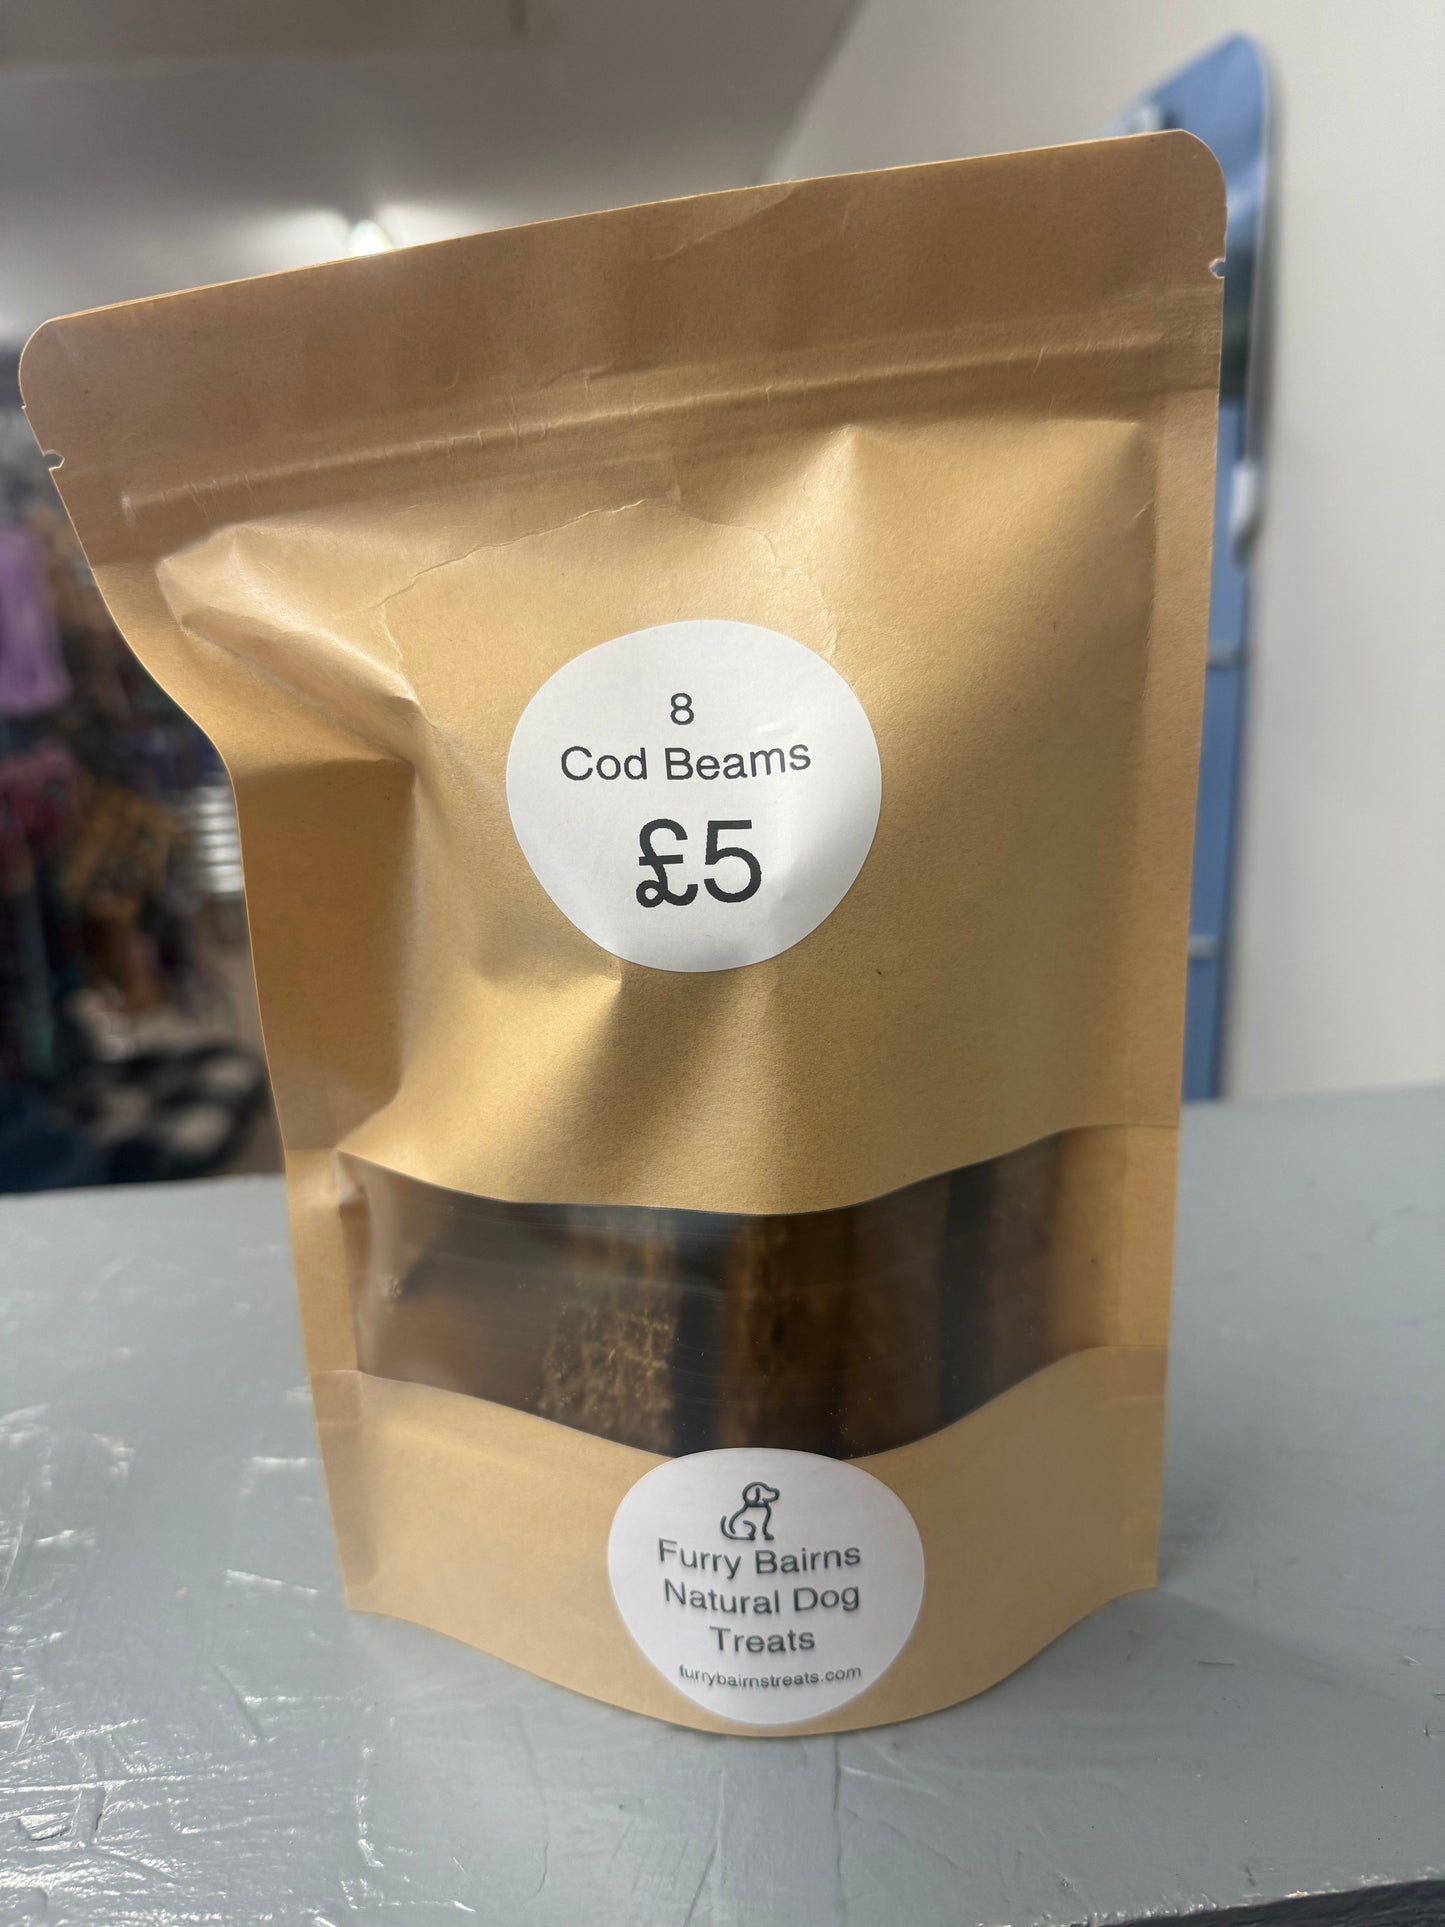 8
Cod Beams
£5
Furry Bairns
Natural Dog
Treats
furrybairnstreats.com